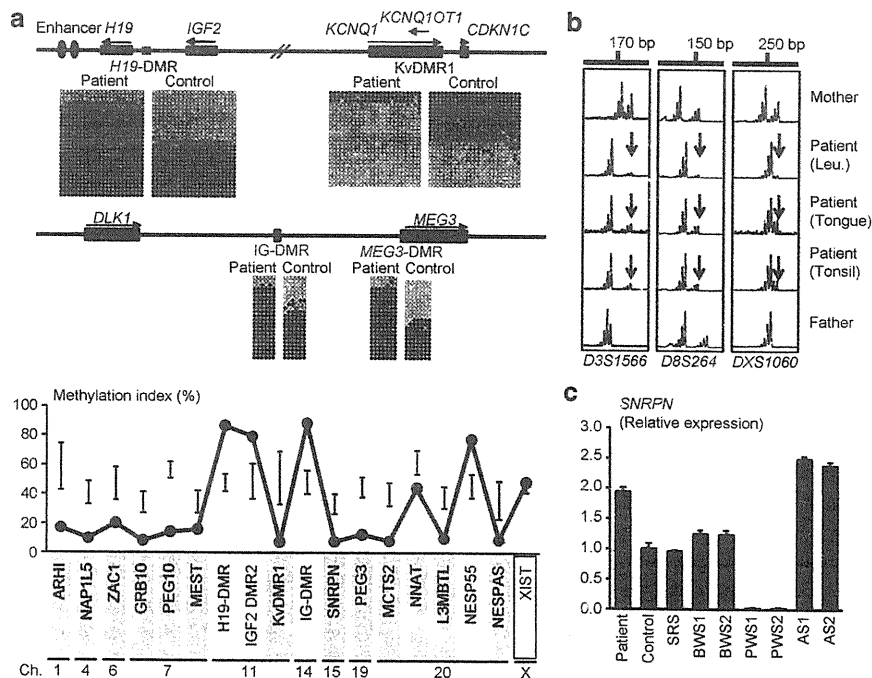 a
Enhancer H19 IGF2 KCNQ1 KCNQ1OT1 CDKN1C
H19-DMR KvDMR1
Patient Control Patient Control
DLK1 MEG3
IG-DMR MEG3-DMR
Patient Control Patient Control
Methylation index (%)
100
80
60
40
20
0
ARHI
NAP1L5
ZAC1
GRB10
PEG10
MEST
H19-DMR
IGF2 DMR2
KvDMR1
IG-DMR
SNRPN
PEG3
MCTS2
NNAT
L3MBTL
NESP55
NESPAS
XIST
Ch. 1 4 6 7 11 14 15 19 20 X
b
170 bp 150 bp 250 bp
Mother
Patient
(Leu.)
Patient
(Tongue)
Patient
(Tonsil)
Father
D3S1566 D8S264 DXS1060
c
SNRPN
(Relative expression)
3.0
2.5
2.0
1.5
1.0
0.5
0.0
Patient
Control
SRS
BWS1
BWS2
PWS1
PWS2
AS1
AS2